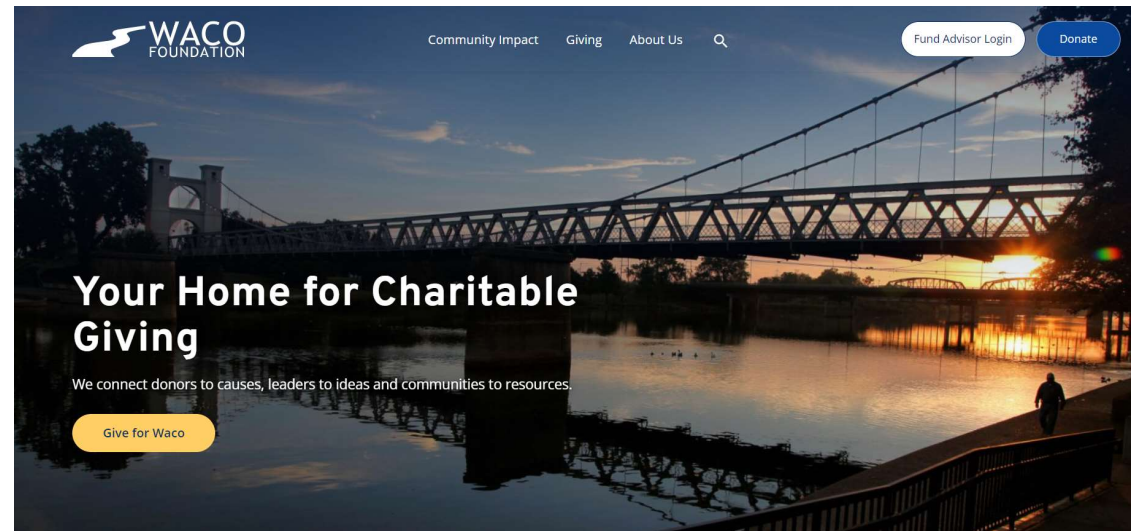 WACO
FOUNDATION
Community Impact Giving About Us
Fund Advisor Login
Donate
Your Home for Charitable
Giving
We connect donors to causes, leaders to ideas and communities to resources.
Give for Waco